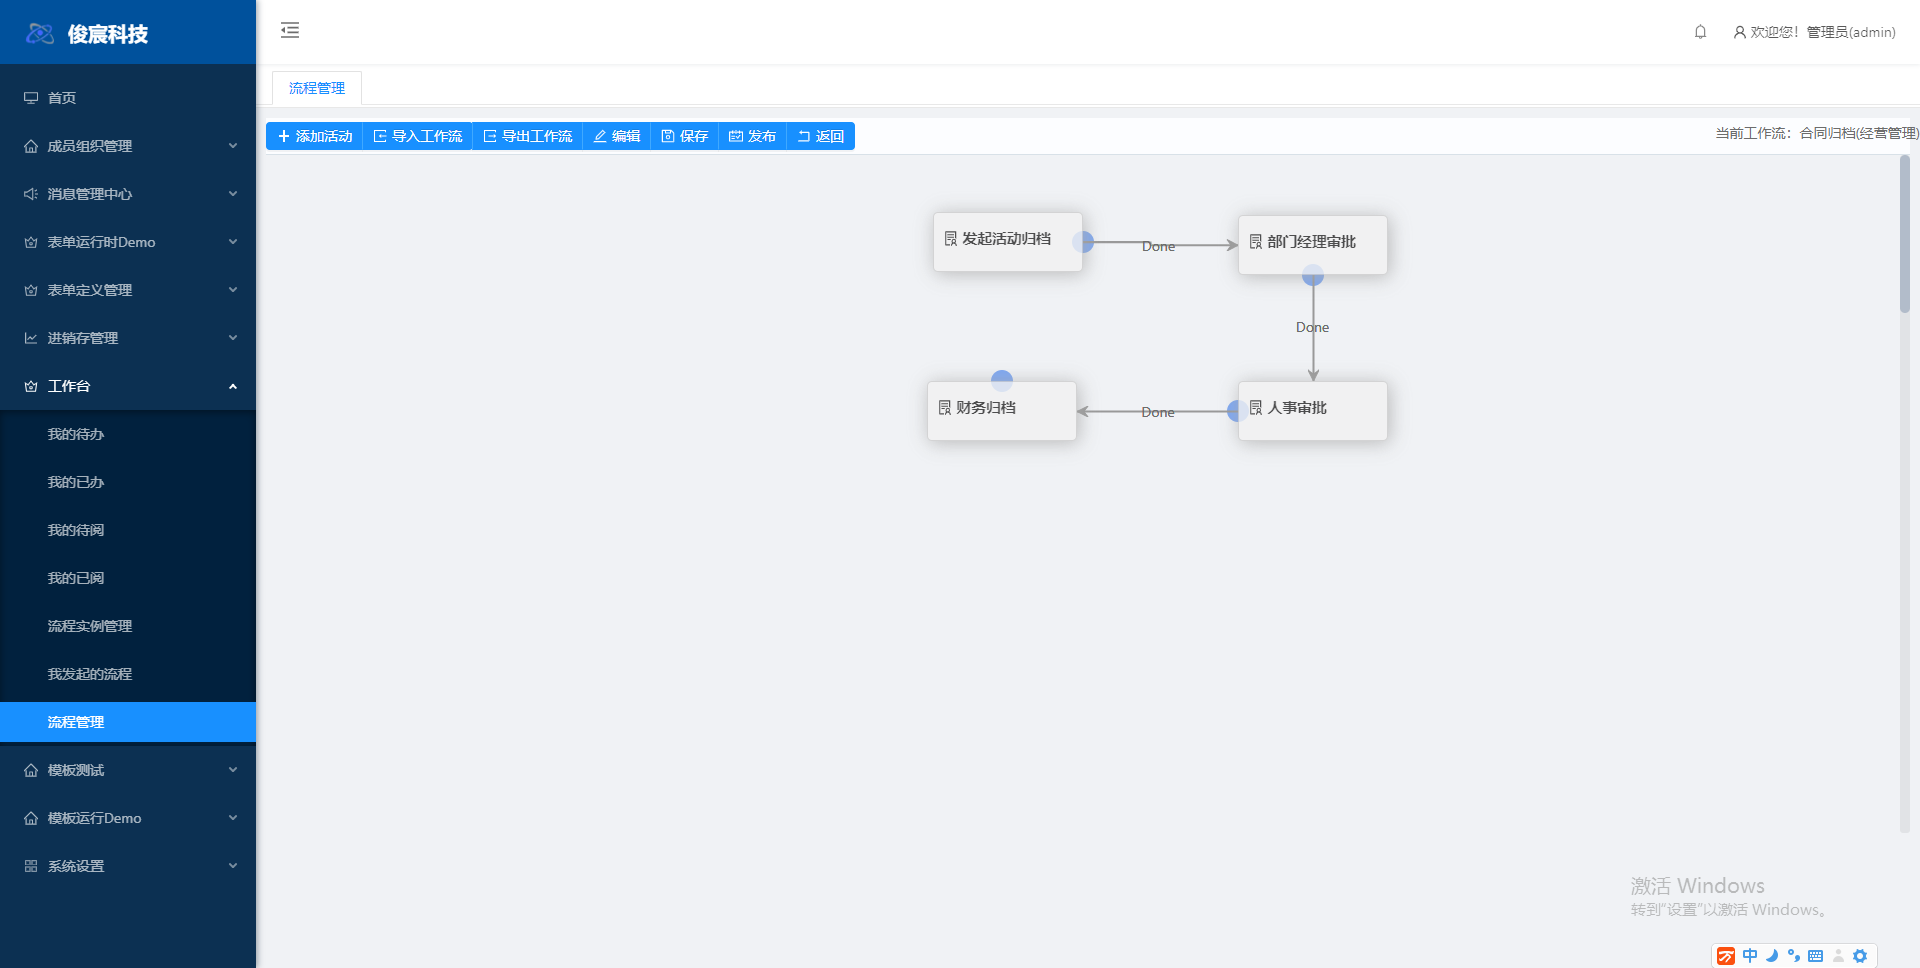 俊宸科技
首页
成员组织管理
消息管理中心
表单运行时Demo
表单定义管理
进销存管理
工作台
我的待办
我的已办
我的待阅
我的已阅
流程实例管理
我发起的流程
流程管理
模板测试
模板运行Demo
系统设置
欢迎您！管理员(admin)
流程管理
添加活动 导入工作流 导出工作流 编辑 保存 发布 返回
当前工作流：合同归档(经营管理)
发起活动归档
Done
部门经理审批
Done
财务归档
Done
人事审批
激活 Windows
转到"设置"以激活 Windows。
中